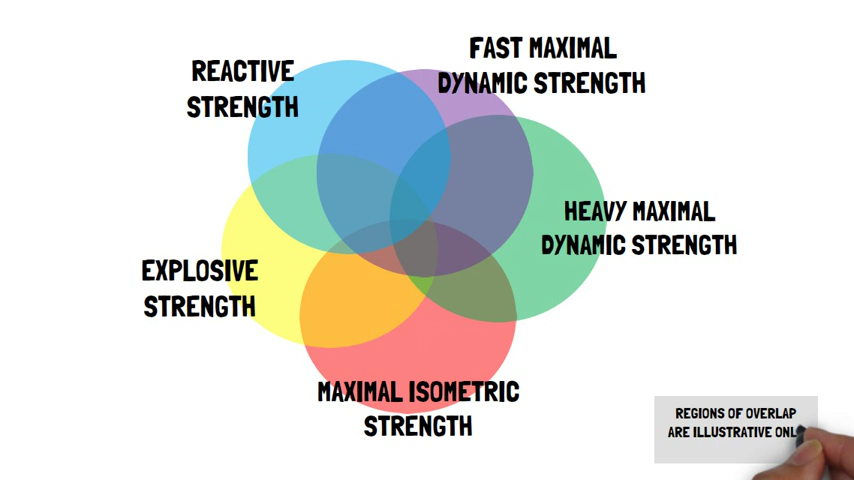 FAST MAXIMAL
DYNAMIC STRENGTH
REACTIVE
STRENGTH
HEAVY MAXIMAL
DYNAMIC STRENGTH
EXPLOSIVE
STRENGTH
MAXIMAL ISOMETRIC
STRENGTH
REGIONS OF OVERLAP
ARE ILLUSTRATIVE